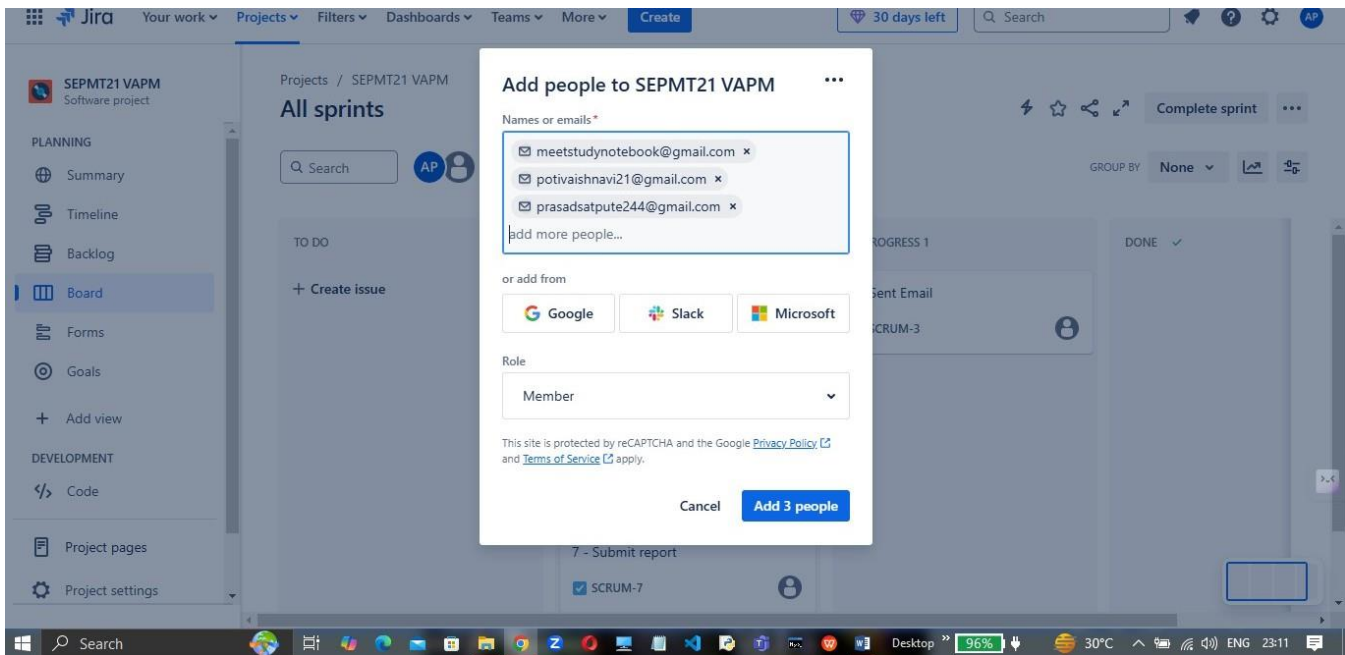 Jira Your work Projects Filters Dashboards Teams More Create 30 days left Search AP
SEPMT21 VAPM
Software project
PLANNING
Summary
Timeline
Backlog
Board
Forms
Goals
+ Add view
DEVELOPMENT
Code
Project pages
Project settings
Projects / SEPMT21 VAPM
All sprints
Complete sprint
Search AP
GROUP BY None
TO DO
+ Create issue
ROGRESS 1
Sent Email
SCRUM-3
DONE
7 - Submit report
SCRUM-7
Add people to SEPMT21 VAPM
Names or emails*
meetstudynotebook@gmail.com ×
potivaishnavi21@gmail.com ×
prasadsatpute244@gmail.com ×
add more people...
or add from
Google Slack Microsoft
Role
Member
This site is protected by reCAPTCHA and the Google Privacy Policy
and Terms of Service apply.
Cancel Add 3 people
Search Desktop 96% 30°C ENG 23:11